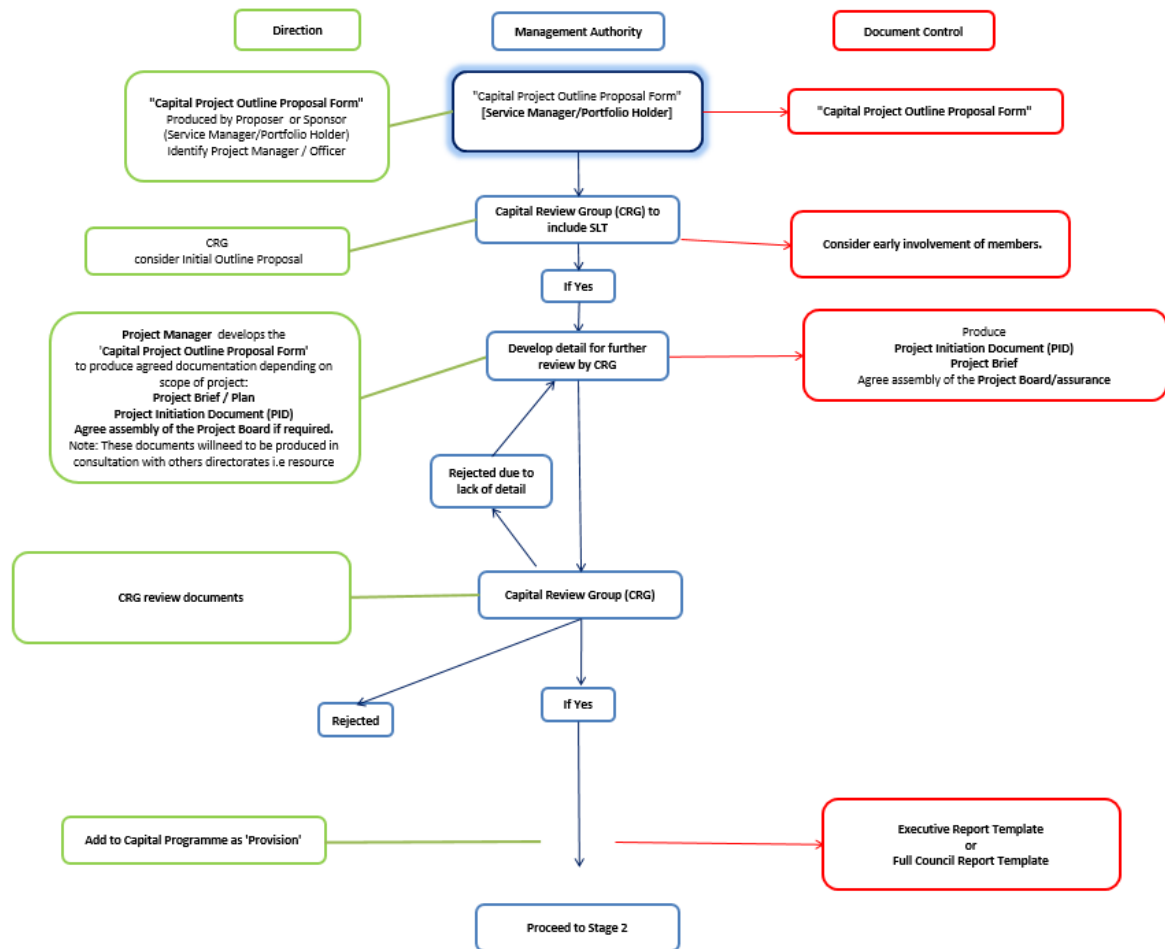 Direction
Management Authority
Document Control
"Capital Project Outline Proposal Form"
Produced by Proposer or Sponsor
(Service Manager/Portfolio Holder)
Identify Project Manager / Officer
"Capital Project Outline Proposal Form"
[Service Manager/Portfolio Holder]
"Capital Project Outline Proposal Form"
Capital Review Group (CRG) to
include SLT
CRG
consider Initial Outline Proposal
Consider early involvement of members.
If Yes
Project Manager develops the
'Capital Project Outline Proposal Form'
to produce agreed documentation depending on
scope of project:
Project Brief / Plan
Project Initiation Document (PID)
Agree assembly of the Project Board if required.
Note: These documents willneed to be produced in
consultation with others directorates i.e resource
Develop detail for further
review by CRG
Produce
Project Initiation Document (PID)
Project Brief
Agree assembly of the Project Board/assurance
Rejected due to
lack of detail
CRG review documents
Capital Review Group (CRG)
Rejected
If Yes
Add to Capital Programme as 'Provision'
Executive Report Template
or
Full Council Report Template
Proceed to Stage 2